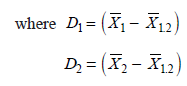 where D₁ = (X̅₁ − X̅₁.₂)
D₂ = (X̅₂ − X̅₁.₂)